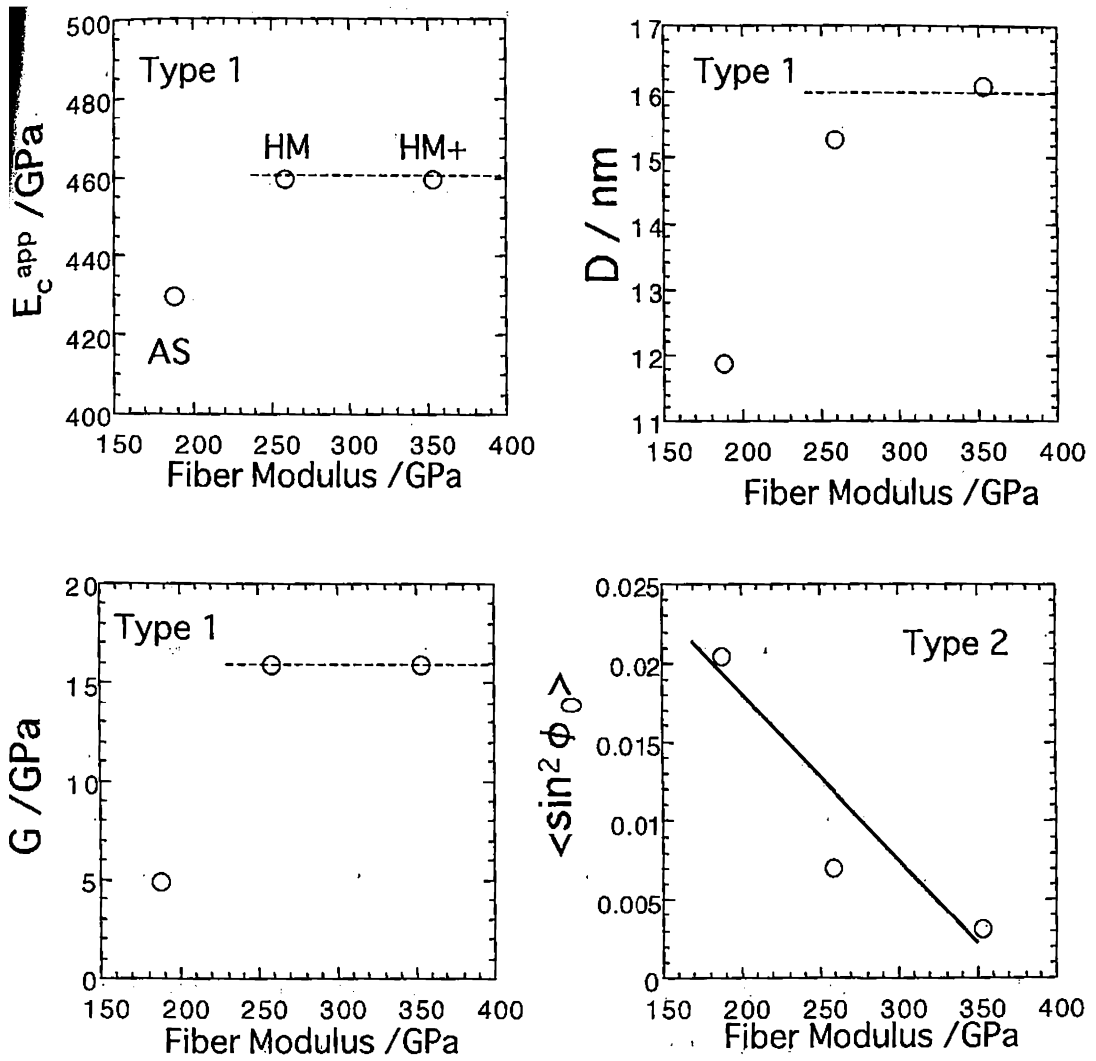 500
480
460
440
420
400
E_c^app /GPa
Type 1
HM
HM+
AS
150 200 250 300 350 400
Fiber Modulus /GPa
17
16
15
14
13
12
11
D / nm
Type 1
150 200 250 300 350 400
Fiber Modulus /GPa
20
15
10
5
0
G /GPa
Type 1
150 200 250 300 350 400
Fiber Modulus /GPa
0.025
0.02
0.015
0.01
0.005
0
<sin² ϕ₀>
Type 2
150 200 250 300 350 400
Fiber Modulus /GPa